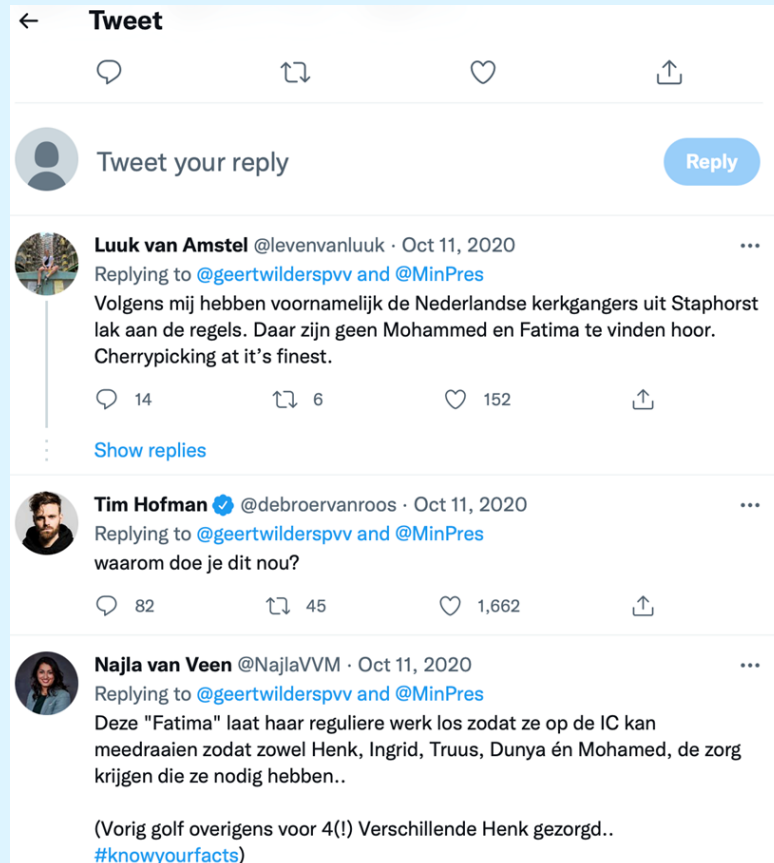 Tweet
Tweet your reply
Reply
Luuk van Amstel @levenvanluuk · Oct 11, 2020
Replying to @geertwilderspvv and @MinPres
Volgens mij hebben voornamelijk de Nederlandse kerkgangers uit Staphorst
lak aan de regels. Daar zijn geen Mohammed en Fatima te vinden hoor.
Cherrypicking at it's finest.
14 6 152
Show replies
Tim Hofman @debroervanroos · Oct 11, 2020
Replying to @geertwilderspvv and @MinPres
waarom doe je dit nou?
82 45 1,662
Najla van Veen @NajlaVVM · Oct 11, 2020
Replying to @geertwilderspvv and @MinPres
Deze "Fatima" laat haar reguliere werk los zodat ze op de IC kan
meedraaien zodat zowel Henk, Ingrid, Truus, Dunya én Mohamed, de zorg
krijgen die ze nodig hebben..
(Vorig golf overigens voor 4(!) Verschillende Henk gezorgd..
#knowyourfacts)